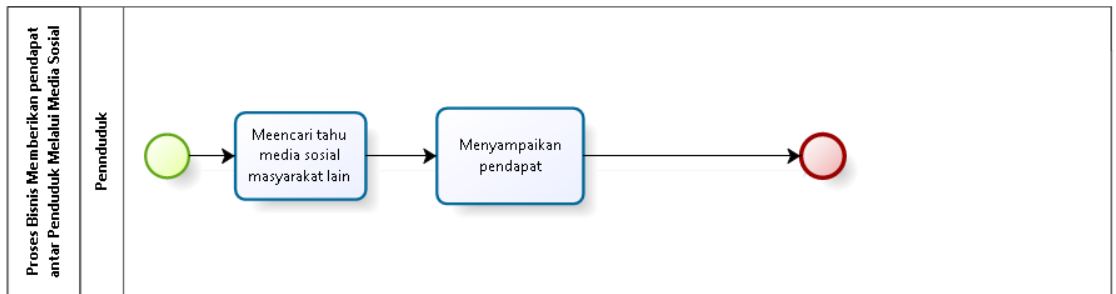 Proses Bisnis Memberikan pendapat
antar Penduduk Melalui Media Sosial
Pennduduk
Meencari tahu
media sosial
masyarakat lain
Menyampaikan
pendapat